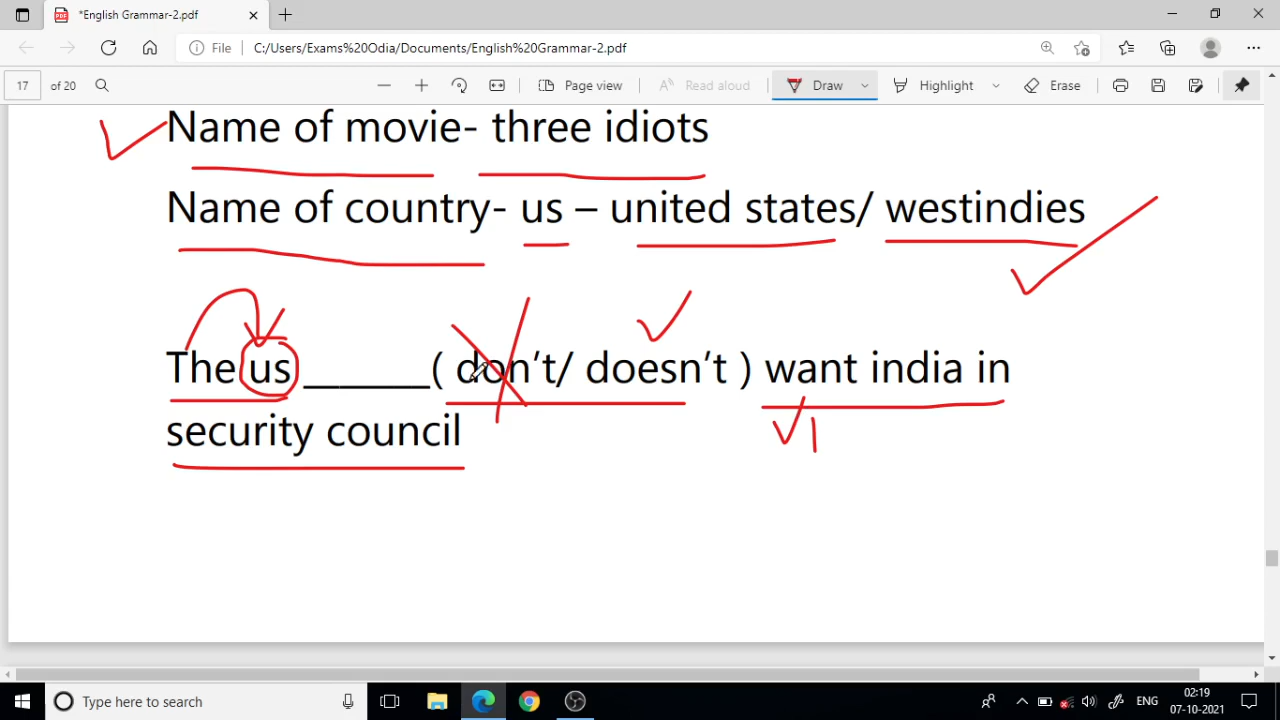 *English Grammar-2.pdf
File C:/Users/Exams%20Odia/Documents/English%20Grammar-2.pdf
17 of 20 Page view Read aloud Draw Highlight Erase
Name of movie- three idiots
Name of country- us – united states/ westindies
The us ______( don’t/ doesn’t ) want india in
V1
security council
Type here to search ENG 02:19
07-10-2021